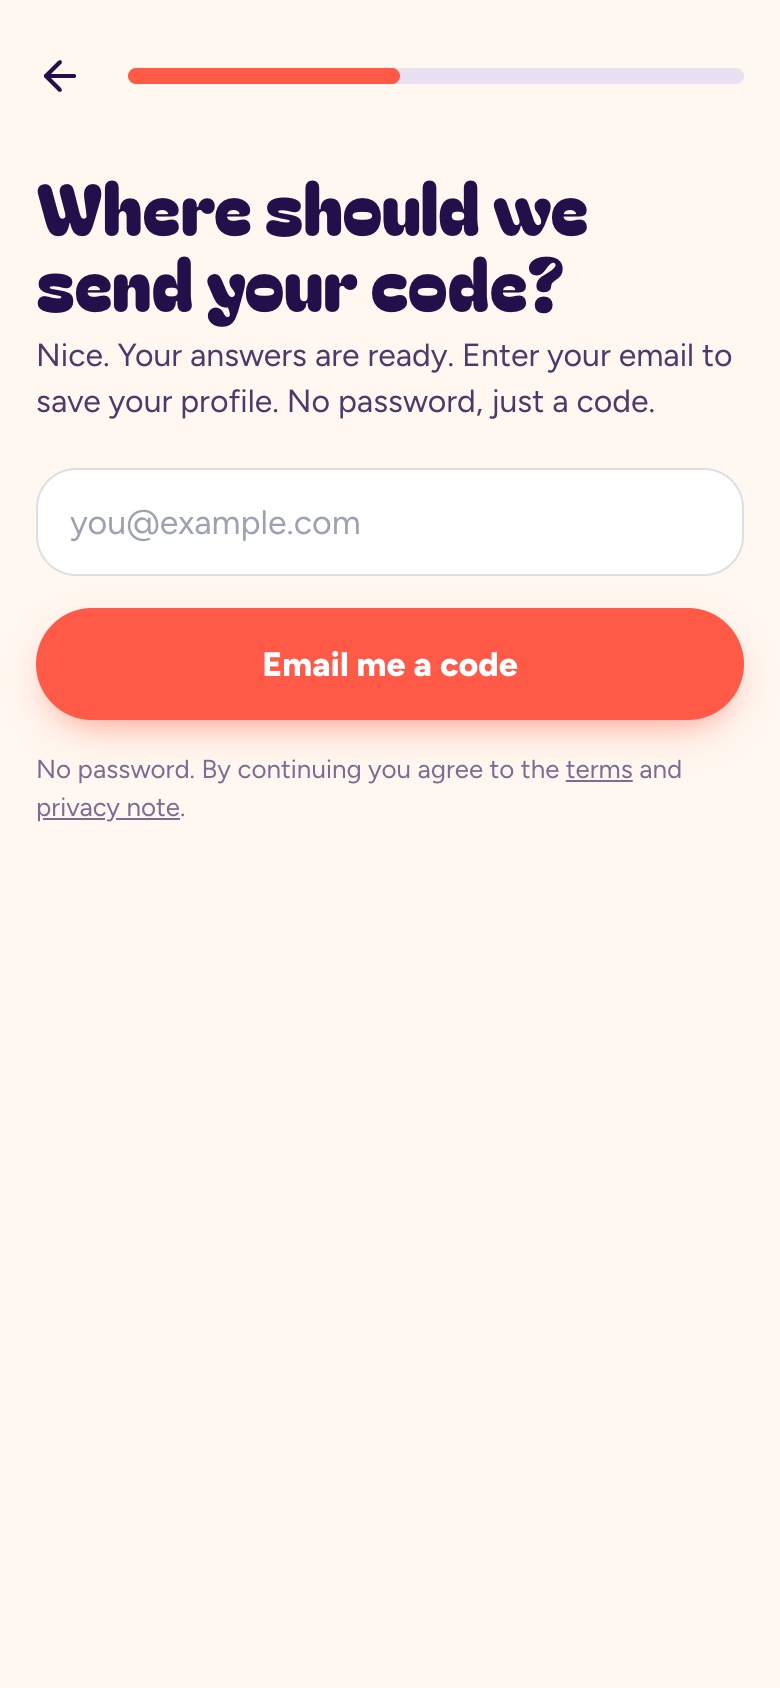 Where should we
send your code?
Nice. Your answers are ready. Enter your email to
save your profile. No password, just a code.
you@example.com
Email me a code
No password. By continuing you agree to the terms and
privacy note.